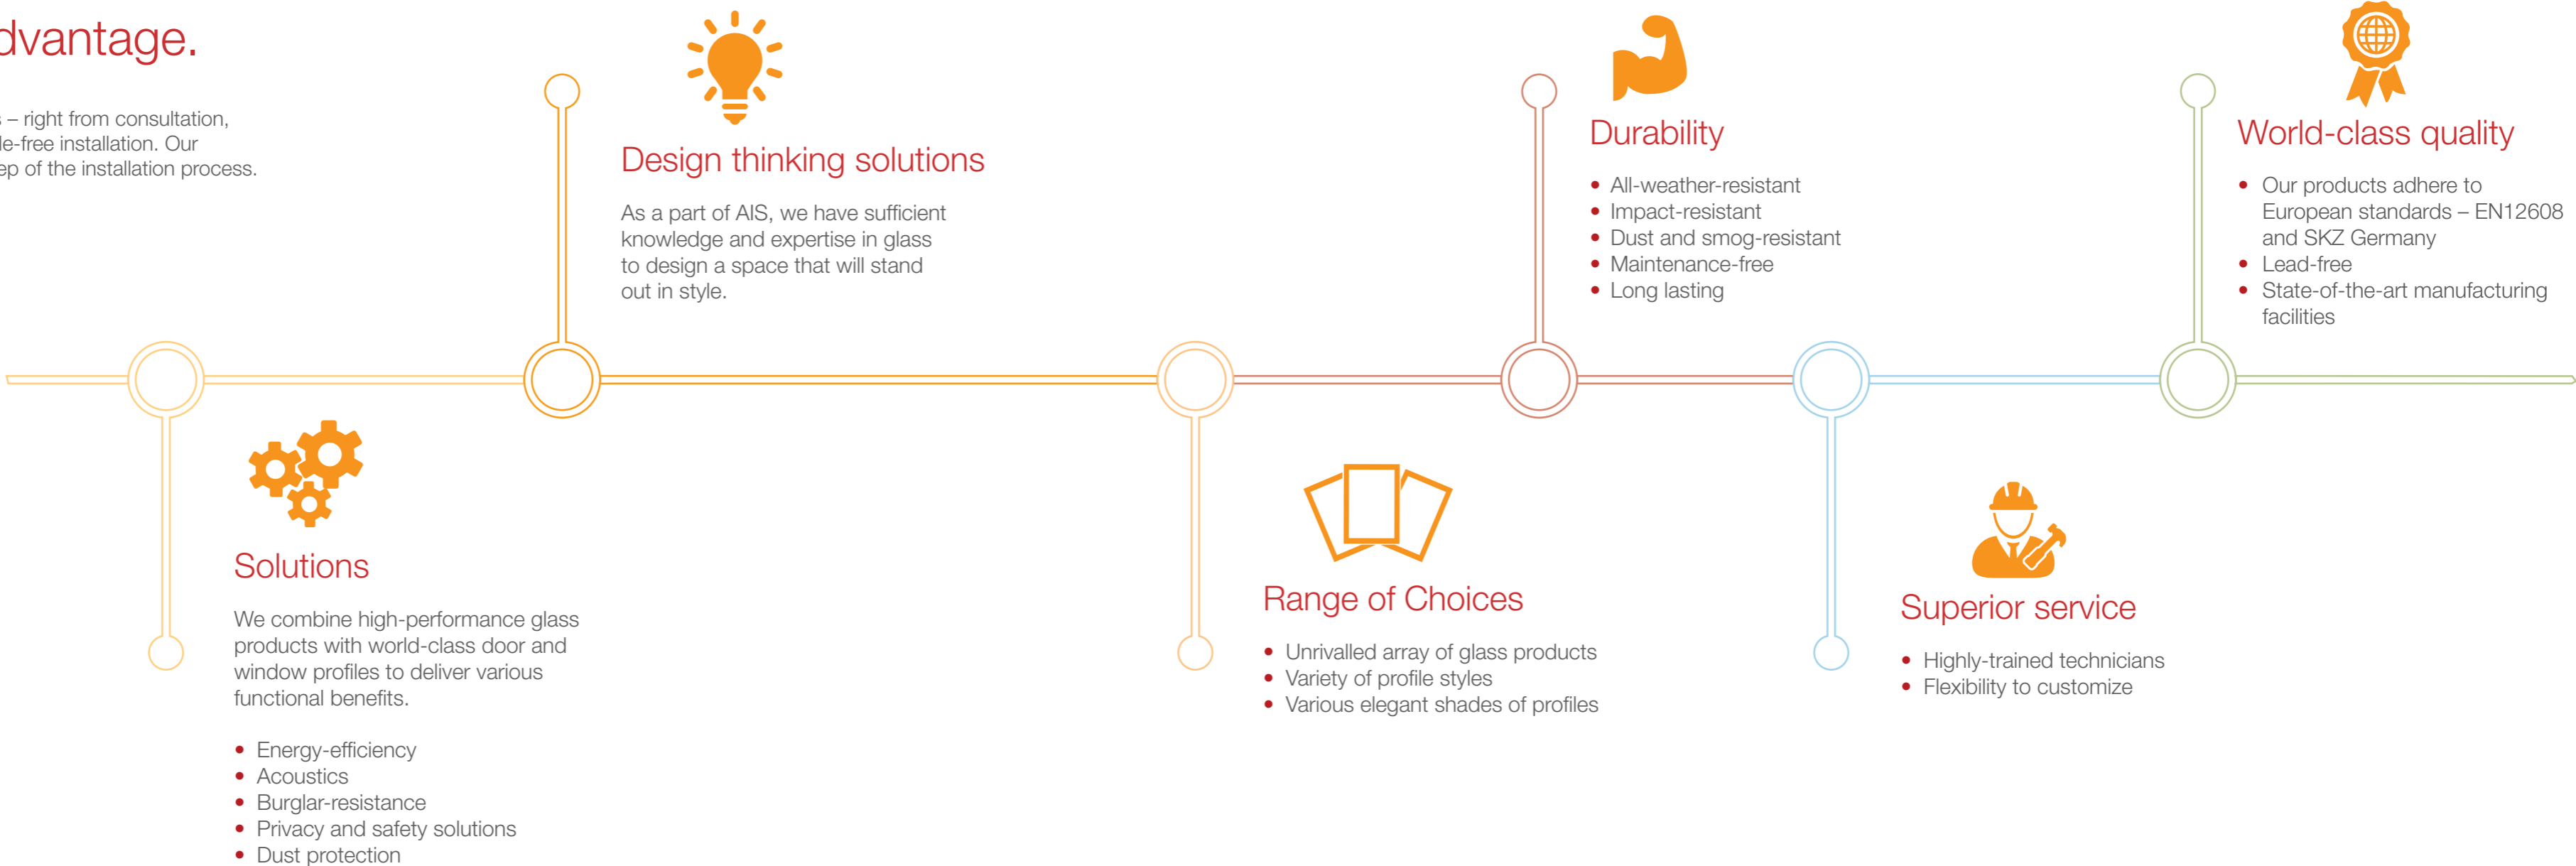 dvantage.
– right from consultation,
le-free installation. Our
ep of the installation process.
Design thinking solutions
As a part of AIS, we have sufficient
knowledge and expertise in glass
to design a space that will stand
out in style.
Durability
• All-weather-resistant
• Impact-resistant
• Dust and smog-resistant
• Maintenance-free
• Long lasting
World-class quality
• Our products adhere to
European standards – EN12608
and SKZ Germany
• Lead-free
• State-of-the-art manufacturing
facilities
Solutions
We combine high-performance glass
products with world-class door and
window profiles to deliver various
functional benefits.
• Energy-efficiency
• Acoustics
• Burglar-resistance
• Privacy and safety solutions
• Dust protection
Range of Choices
• Unrivalled array of glass products
• Variety of profile styles
• Various elegant shades of profiles
Superior service
• Highly-trained technicians
• Flexibility to customize